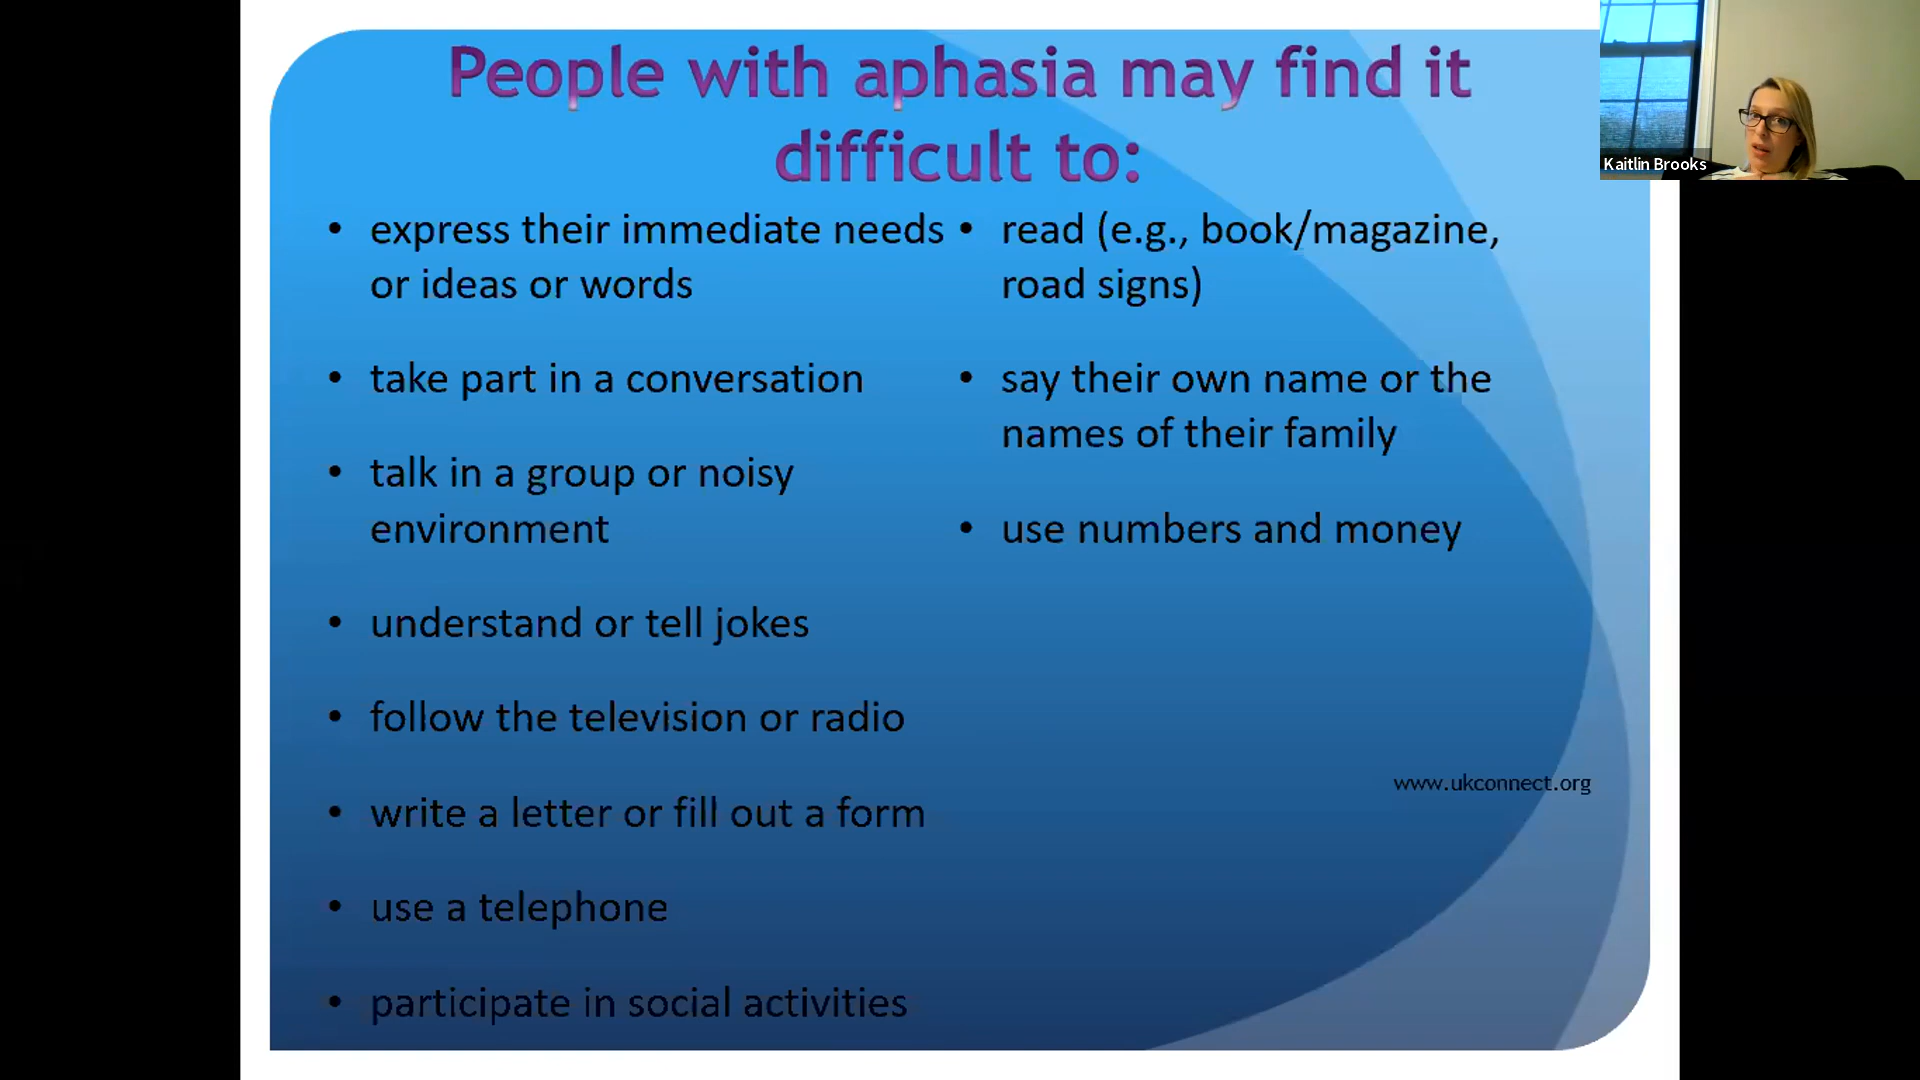 People with aphasia may find it
difficult to:
• express their immediate needs
or ideas or words
• take part in a conversation
• talk in a group or noisy
environment
• understand or tell jokes
• follow the television or radio
• write a letter or fill out a form
• use a telephone
• participate in social activities
• read (e.g., book/magazine,
road signs)
• say their own name or the
names of their family
• use numbers and money
www.ukconnect.org
Kaitlin Brooks